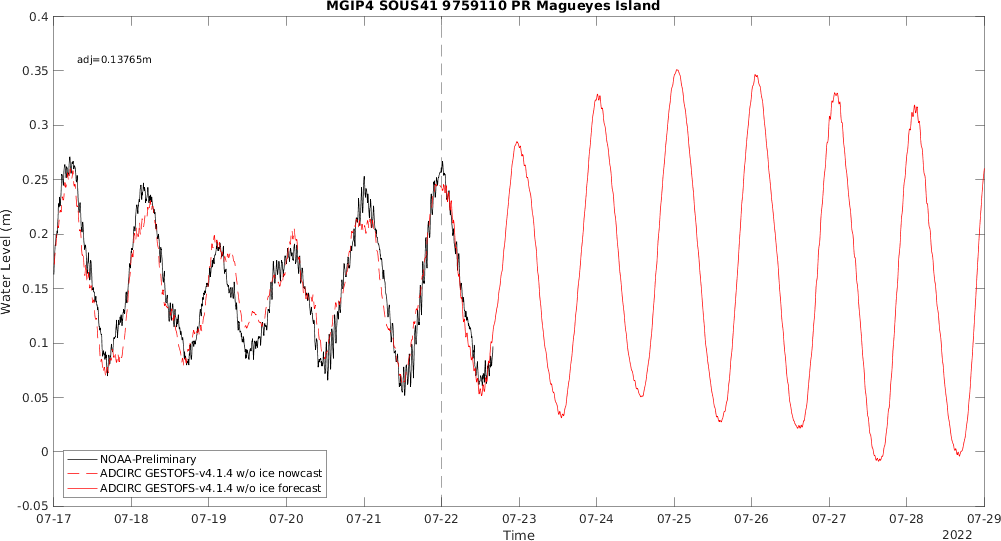 MGIP4 SOUS41 9759110 PR Magueyes Island
0.4
0.35
0.3
0.25
0.2
0.15
0.1
0.05
0
-0.05
Water Level (m)
adj=0.13765m
NOAA-Preliminary
ADCIRC GESTOFS-v4.1.4 w/o ice nowcast
ADCIRC GESTOFS-v4.1.4 w/o ice forecast
07-17 07-18 07-19 07-20 07-21 07-22 07-23 07-24 07-25 07-26 07-27 07-28 07-29
Time
2022